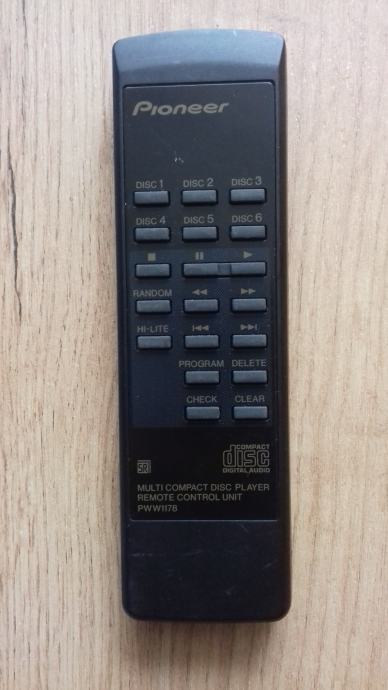 Pioneer
DISC 1 DISC 2 DISC 3
DISC 4 DISC 5 DISC 6
RANDOM
HI-LITE
PROGRAM DELETE
CHECK CLEAR
COMPACT
disc
DIGITAL AUDIO
SR
MULTI COMPACT DISC PLAYER
REMOTE CONTROL UNIT
PWW1178